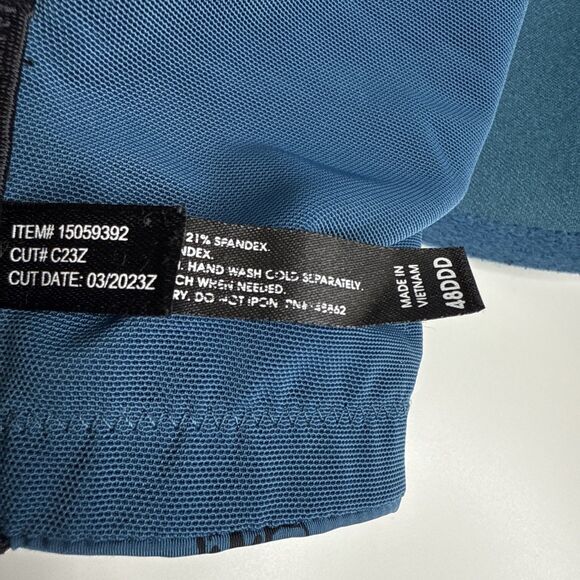 ITEM# 15059392
CUT# C23Z
CUT DATE: 03/2023Z
21% SPANDEX.
NDEX.
. HAND WASH COLD SEPARATELY.
CH WHEN NEEDED.
RY. DO NOT IRON.
MADE IN
VIETNAM
48DDD